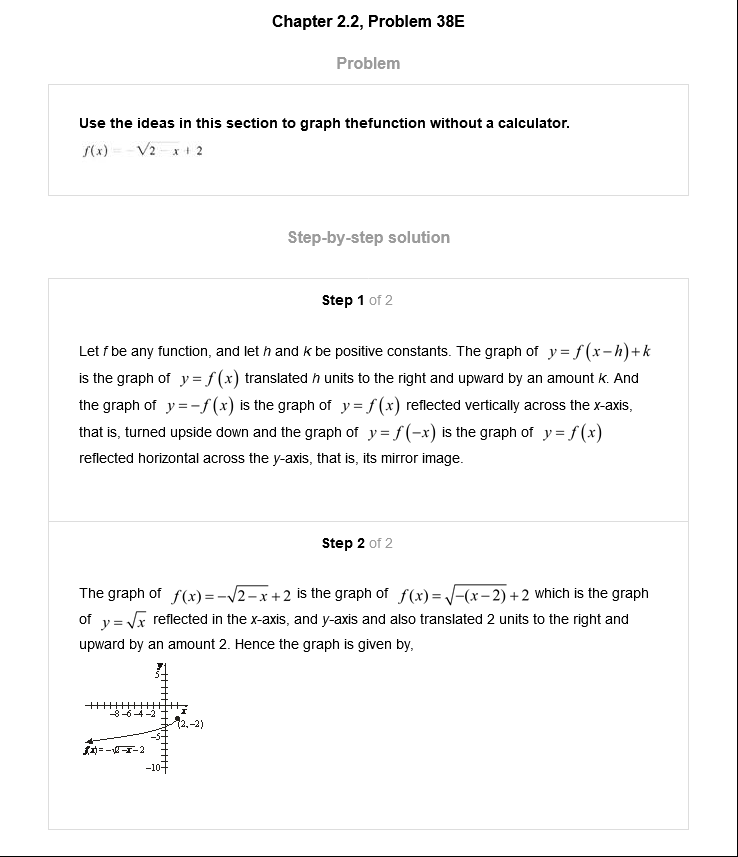 Chapter 2.2, Problem 38E
Problem
Use the ideas in this section to graph thefunction without a calculator.
f(x) = −√2 − x + 2
Step-by-step solution
Step 1 of 2
Let f be any function, and let h and k be positive constants. The graph of y = f(x−h)+k
is the graph of y = f(x) translated h units to the right and upward by an amount k. And
the graph of y = −f(x) is the graph of y = f(x) reflected vertically across the x-axis,
that is, turned upside down and the graph of y = f(−x) is the graph of y = f(x)
reflected horizontal across the y-axis, that is, its mirror image.
Step 2 of 2
The graph of f(x) = −√2−x + 2 is the graph of f(x) = √−(x−2) + 2 which is the graph
of y = √x reflected in the x-axis, and y-axis and also translated 2 units to the right and
upward by an amount 2. Hence the graph is given by,
y
5
−8 −6 −4 −2 x
(2,−2)
−5
f(x) = −√2−x−2
−10